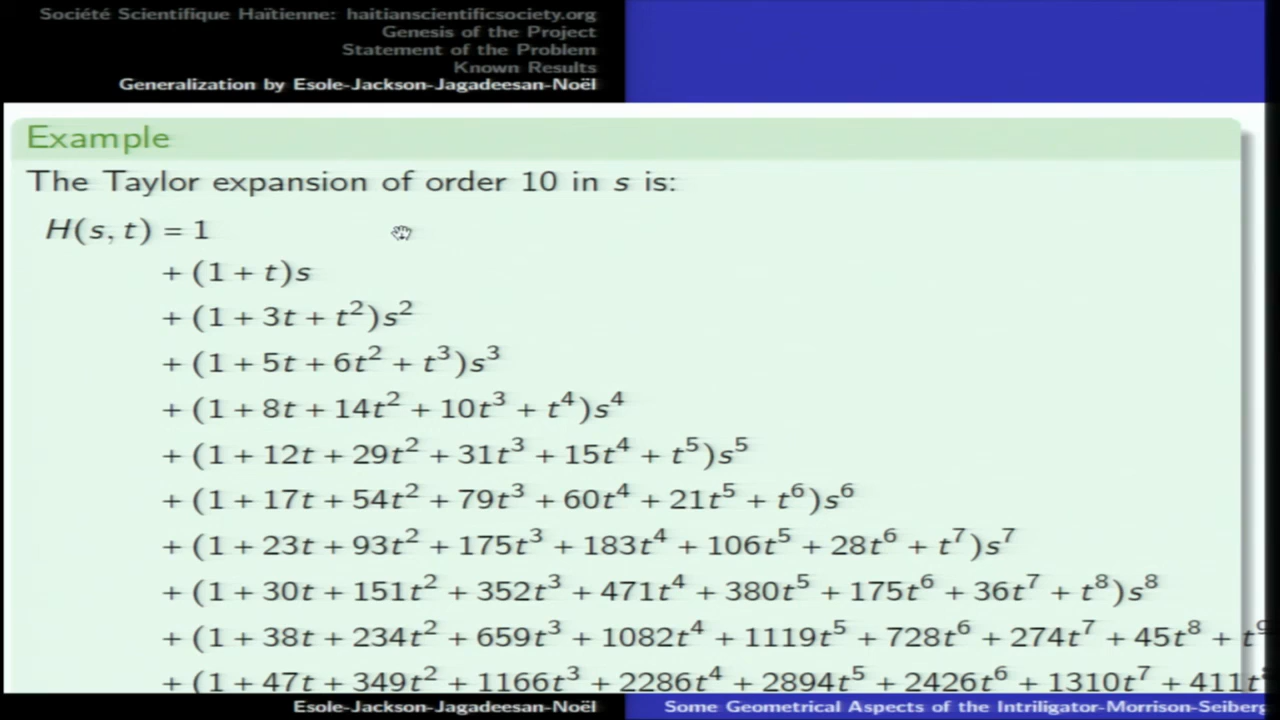 Société Scientifique Haïtienne: haitianscientificsociety.org
Genesis of the Project
Statement of the Problem
Known Results
Generalization by Esole-Jackson-Jagadeesan-Noël
Example
The Taylor expansion of order 10 in s is:
H(s, t) = 1
+ (1 + t)s
+ (1 + 3t + t²)s²
+ (1 + 5t + 6t² + t³)s³
+ (1 + 8t + 14t² + 10t³ + t⁴)s⁴
+ (1 + 12t + 29t² + 31t³ + 15t⁴ + t⁵)s⁵
+ (1 + 17t + 54t² + 79t³ + 60t⁴ + 21t⁵ + t⁶)s⁶
+ (1 + 23t + 93t² + 175t³ + 183t⁴ + 106t⁵ + 28t⁶ + t⁷)s⁷
+ (1 + 30t + 151t² + 352t³ + 471t⁴ + 380t⁵ + 175t⁶ + 36t⁷ + t⁸)s⁸
+ (1 + 38t + 234t² + 659t³ + 1082t⁴ + 1119t⁵ + 728t⁶ + 274t⁷ + 45t⁸ + t⁹
+ (1 + 47t + 349t² + 1166t³ + 2286t⁴ + 2894t⁵ + 2426t⁶ + 1310t⁷ + 411t
Esole-Jackson-Jagadeesan-Noël
Some Geometrical Aspects of the Intriligator-Morrison-Seiberg